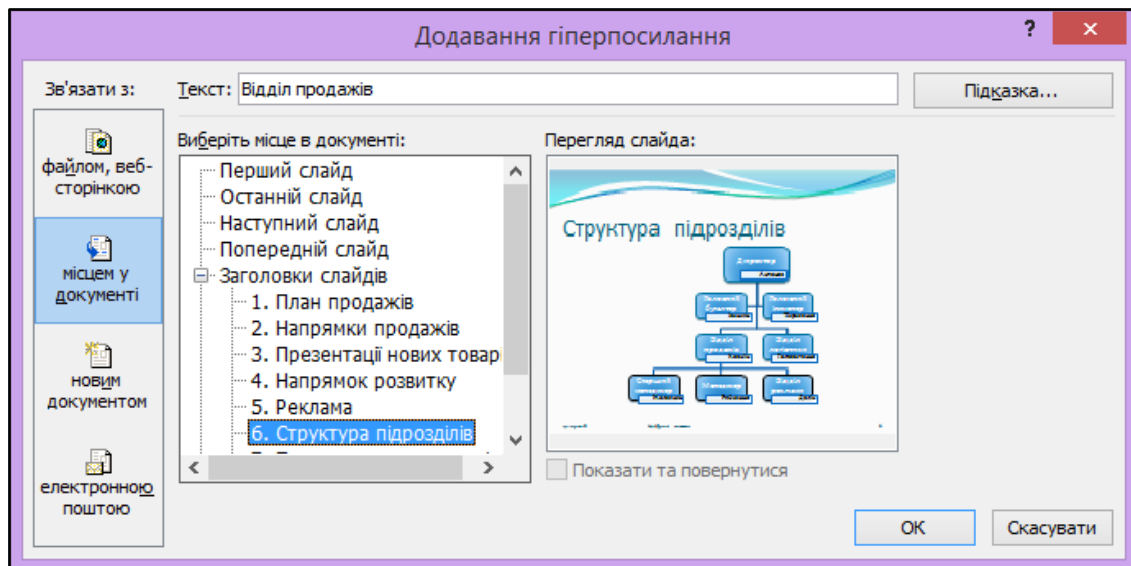 Додавання гіперпосилання
?
Зв'язати з:
Текст: Відділ продажів
Підказка...
файлом, веб-
сторінкою
місцем у
документі
новим
документом
електронною
поштою
Виберіть місце в документі:
Перший слайд
Останній слайд
Наступний слайд
Попередній слайд
Заголовки слайдів
1. План продажів
2. Напрямки продажів
3. Презентації нових товар
4. Напрямок розвитку
5. Реклама
6. Структура підрозділів
Перегляд слайда:
Структура підрозділів
Директор
Показати та повернутися
ОК
Скасувати